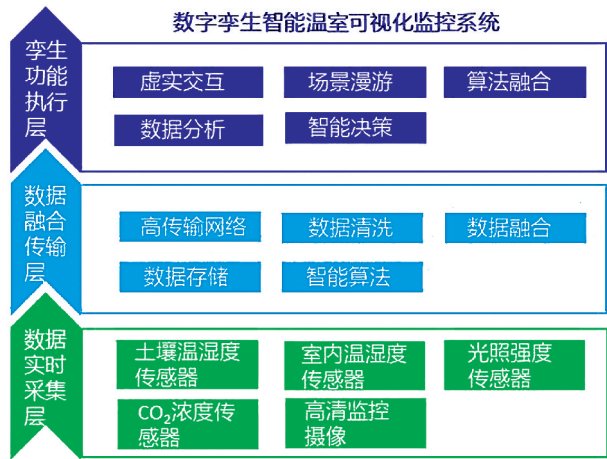 数字孪生智能温室可视化监控系统
孪生
功能
执行
层
虚实交互
场景漫游
算法融合
数据分析
智能决策
数据
融合
传输
层
高传输网络
数据清洗
数据融合
数据存储
智能算法
数据
实时
采集
层
土壤温湿度
传感器
室内温湿度
传感器
光照强度
传感器
CO₂浓度传
感器
高清监控
摄像